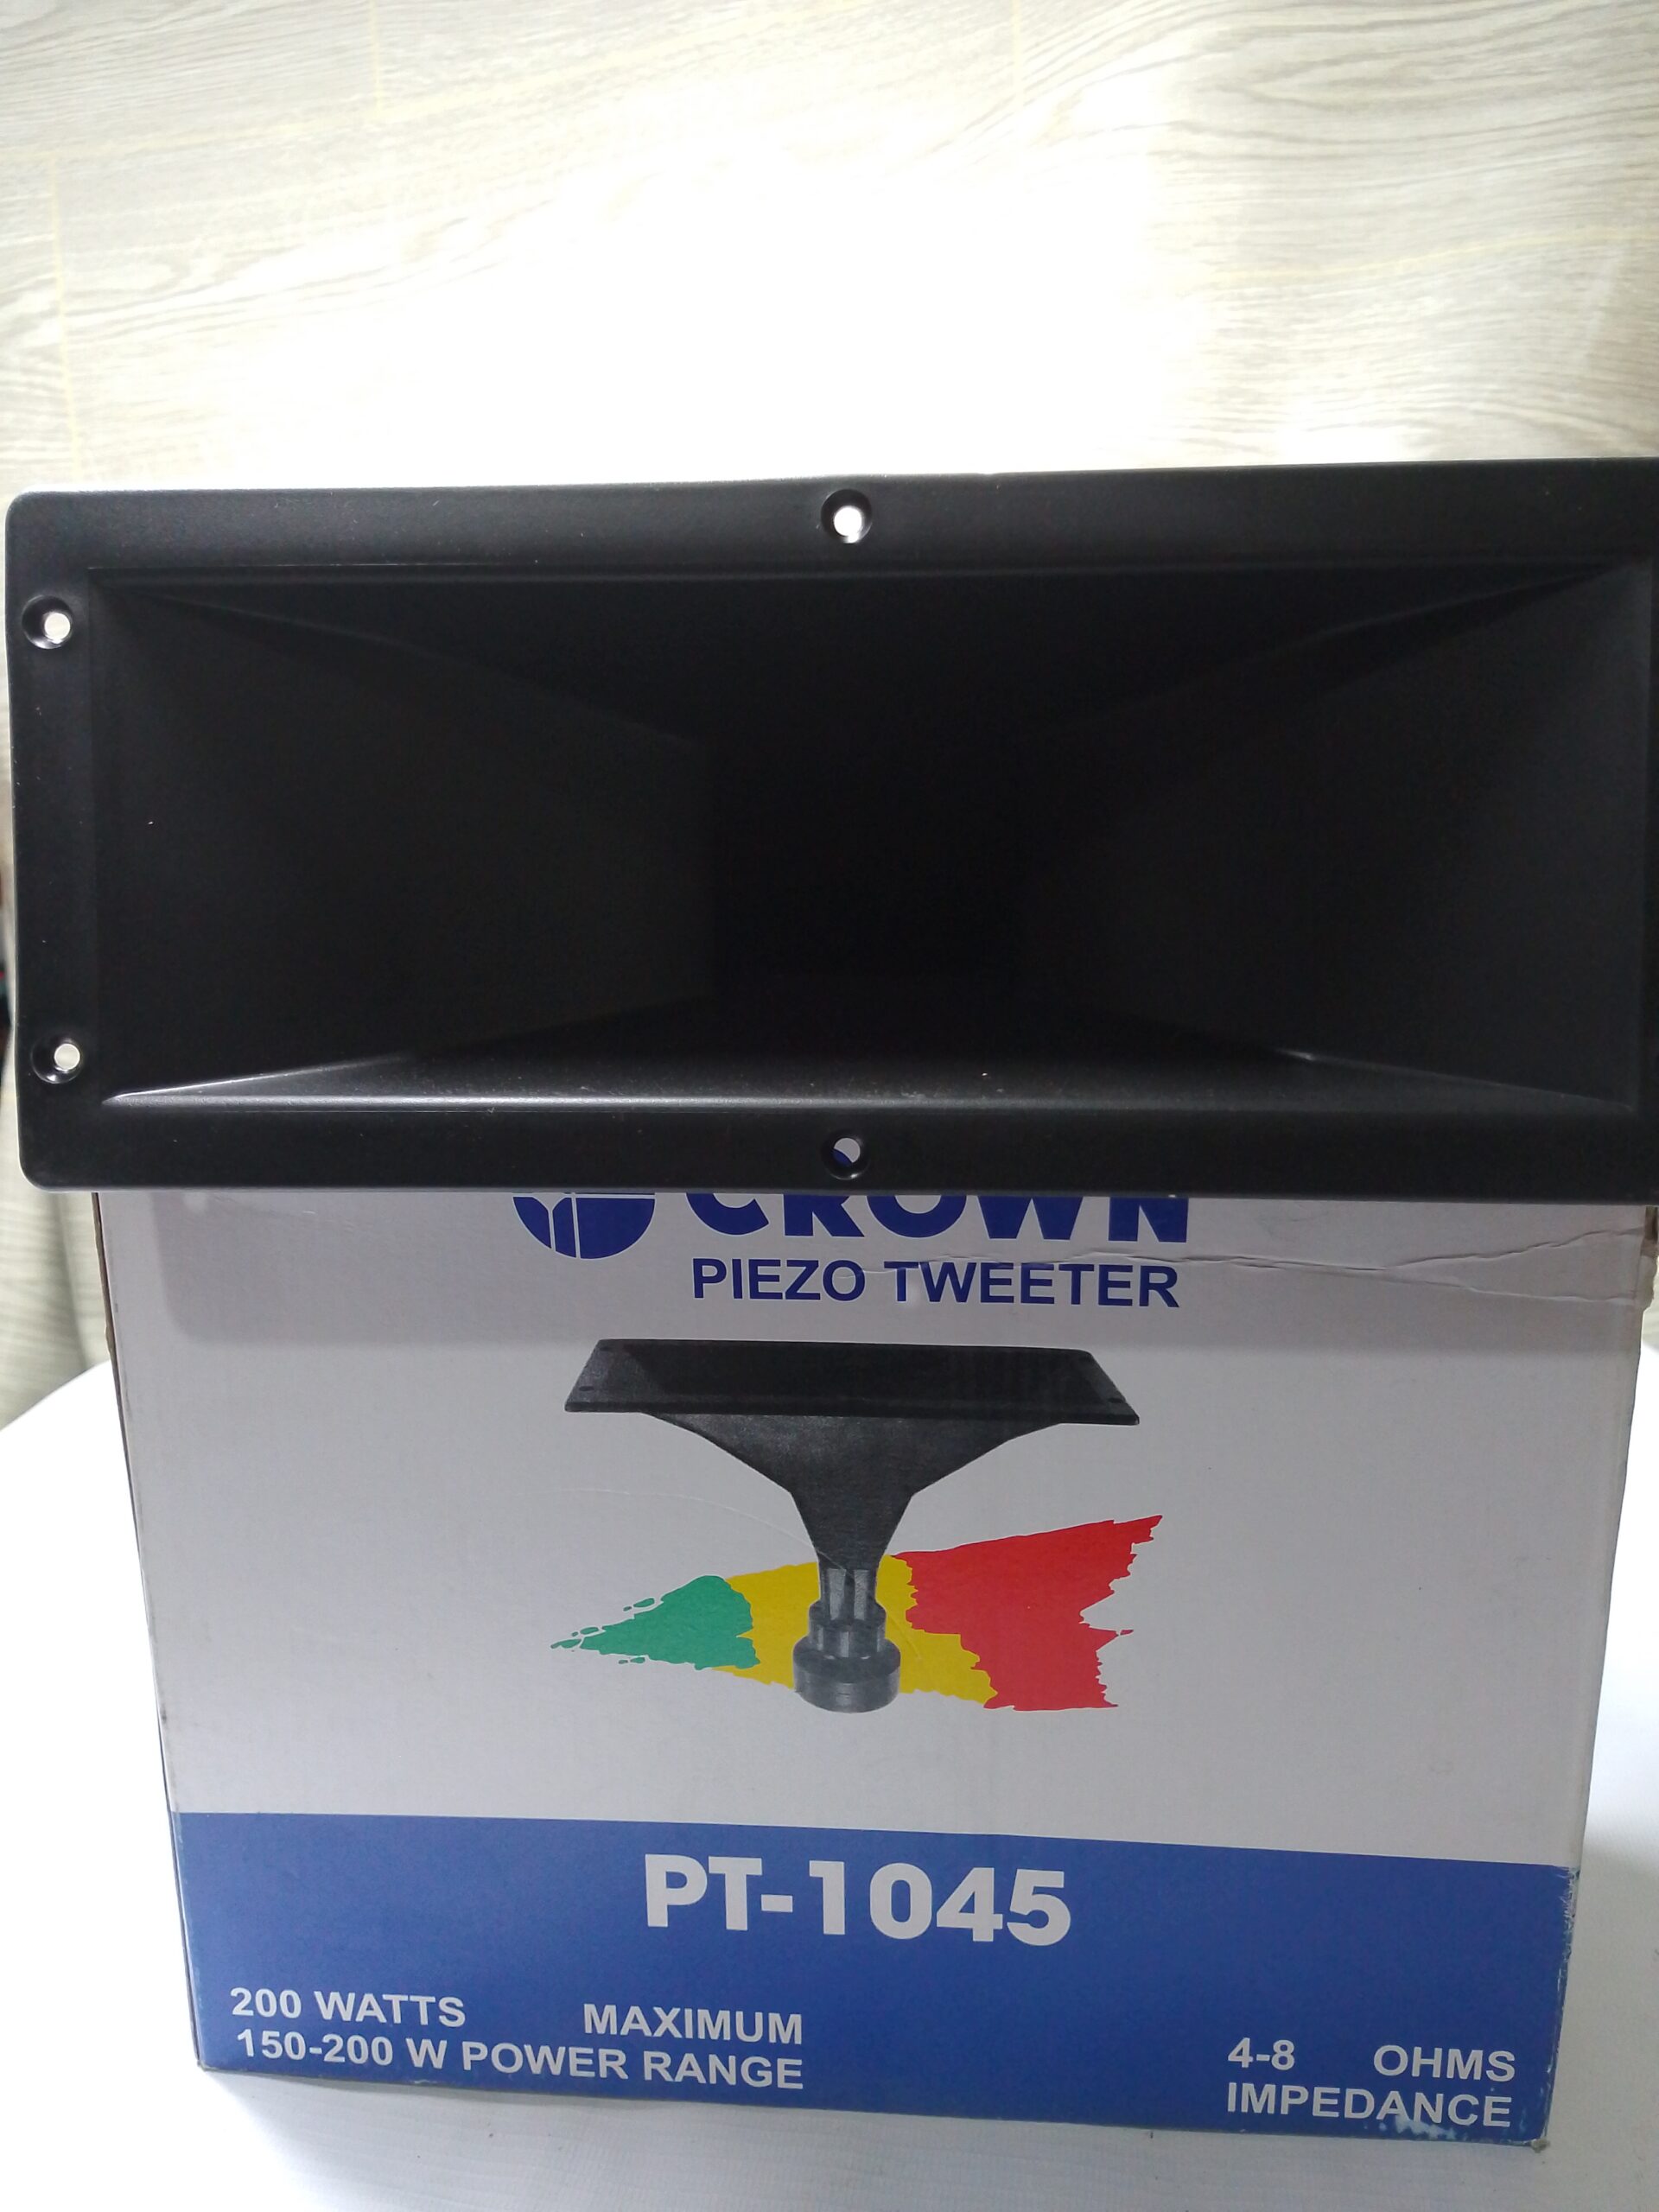 CROWN
PIEZO TWEETER
PT-1045
200 WATTS MAXIMUM
150-200 W POWER RANGE
4-8 OHMS
IMPEDANCE